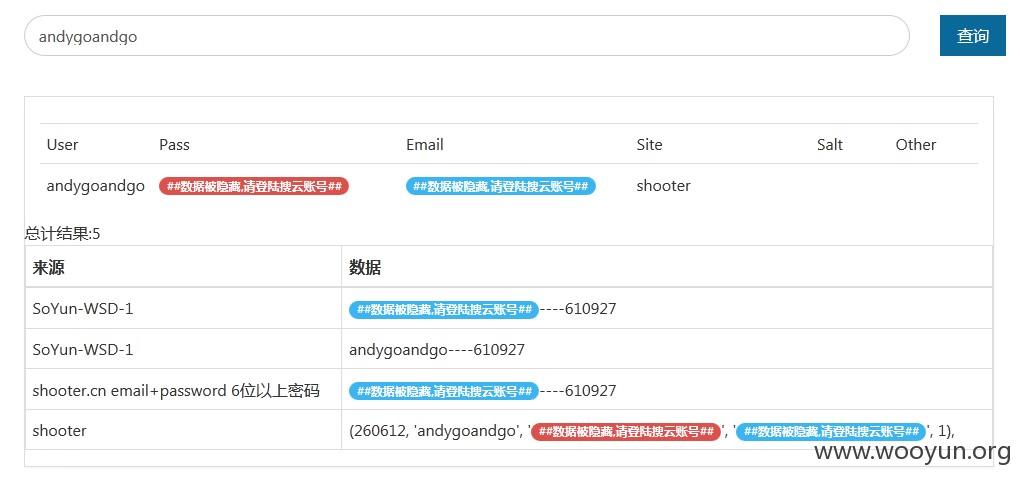 andygoandgo 查询
User Pass Email Site Salt Other
andygoandgo ##数据被隐藏,请登陆搜云账号## ##数据被隐藏,请登陆搜云账号## shooter
总计结果:5
来源 数据
SoYun-WSD-1 ##数据被隐藏,请登陆搜云账号##----610927
SoYun-WSD-1 andygoandgo----610927
shooter.cn email+password 6位以上密码 ##数据被隐藏,请登陆搜云账号##----610927
shooter (260612, 'andygoandgo', '##数据被隐藏,请登陆搜云账号##', '##数据被隐藏,请登陆搜云账号##', 1),
www.wooyun.org